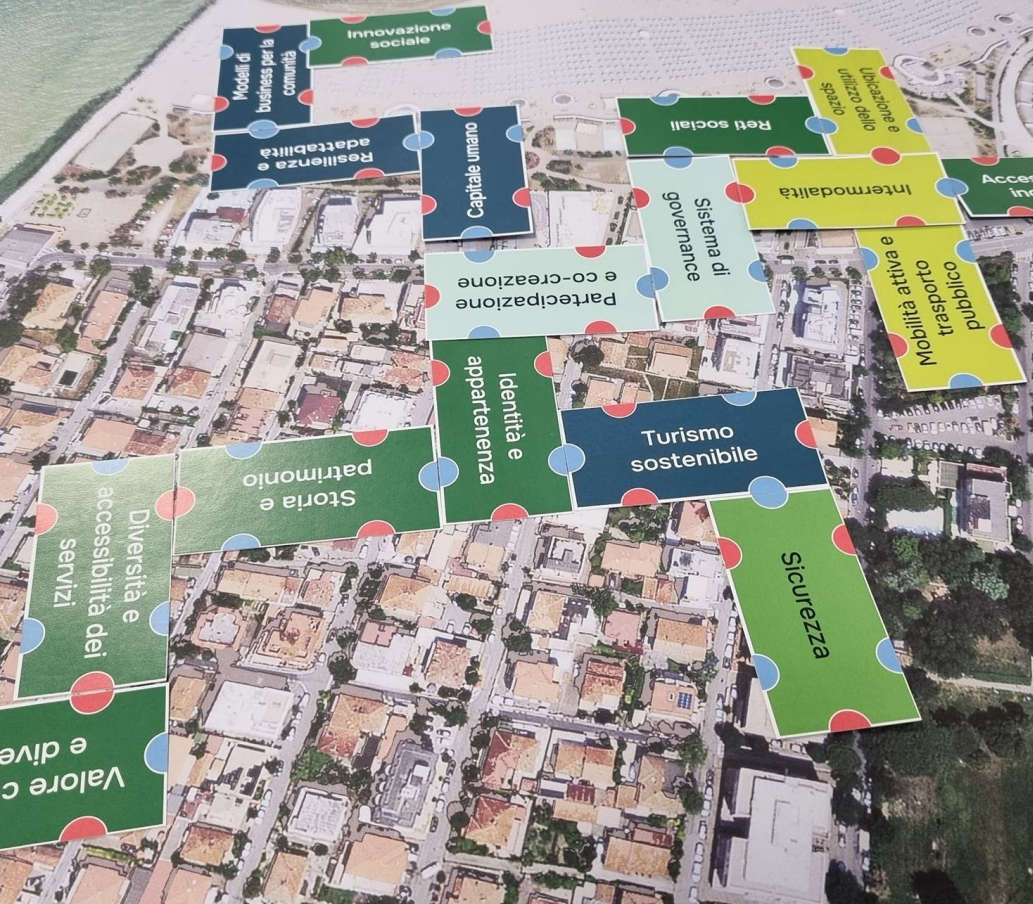 Innovazione
sociale
Modelli di
business per la
comunità
Resilienza e
adattabilità
Capitale umano
Reti sociali
Ubicazione e
utilizzo dello
spazio
Intermodalità
Sistema di
governance
Partecipazione
e co-creazione
Mobilità attiva e
trasporto
pubblico
Identità e
appartenenza
Turismo
sostenibile
Storia e
patrimonio
Diversità e
accessibilità dei
servizi
Sicurezza
Valore